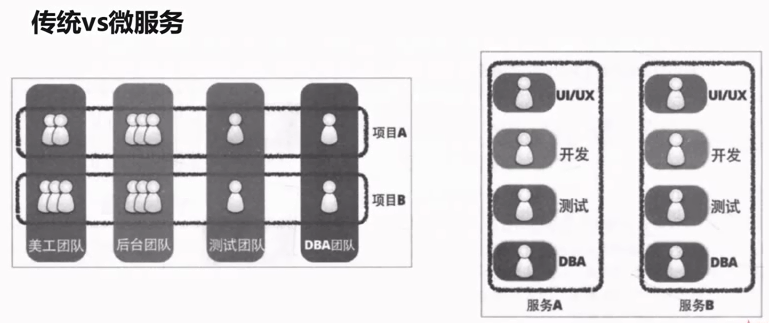 传统vs微服务
项目A
项目B
美工团队 后台团队 测试团队 DBA团队
UI/UX
开发
测试
DBA
服务A
UI/UX
开发
测试
DBA
服务B